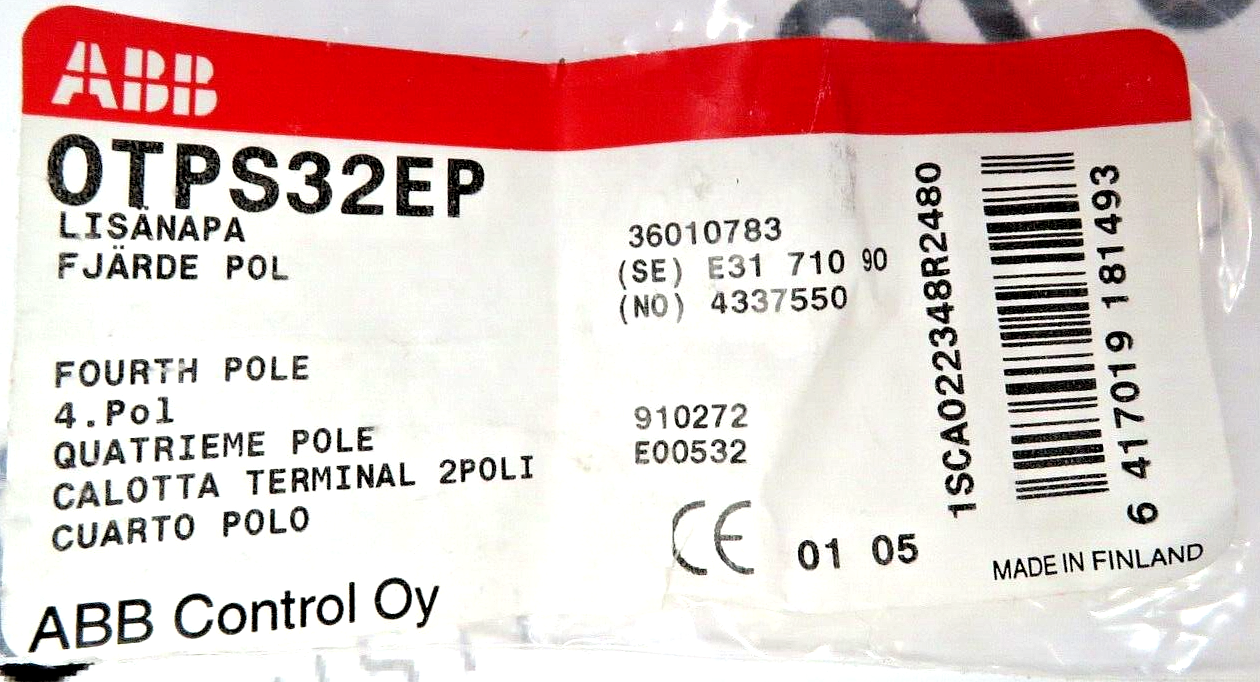 ABB
OTPS32EP
LISÄNAPA
FJÄRDE POL
36010783
(SE) E31 710 90
(NO) 4337550
FOURTH POLE
4.Pol
QUATRIEME POLE
CALOTTA TERMINAL 2POLI
CUARTO POLO
910272
E00532
CE 01 05
ABB Control Oy
1SCA022348R2480
6 417019 181493
MADE IN FINLAND